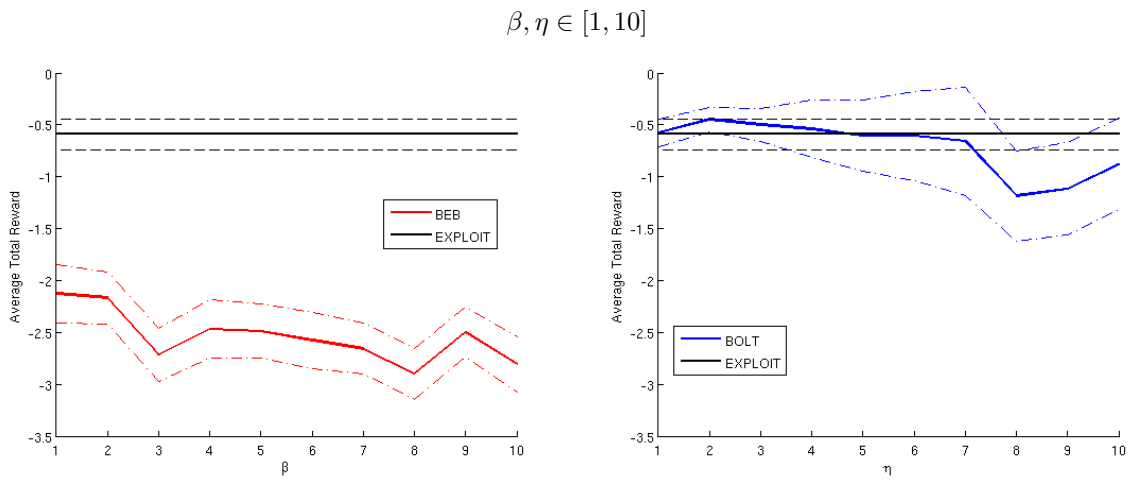 β, η ∈ [1, 10]
Average Total Reward
0
-0.5
-1
-1.5
-2
-2.5
-3
-3.5
BEB
EXPLOIT
1 2 3 4 5 6 7 8 9 10
β
Average Total Reward
0
-0.5
-1
-1.5
-2
-2.5
-3
-3.5
BOLT
EXPLOIT
1 2 3 4 5 6 7 8 9 10
η